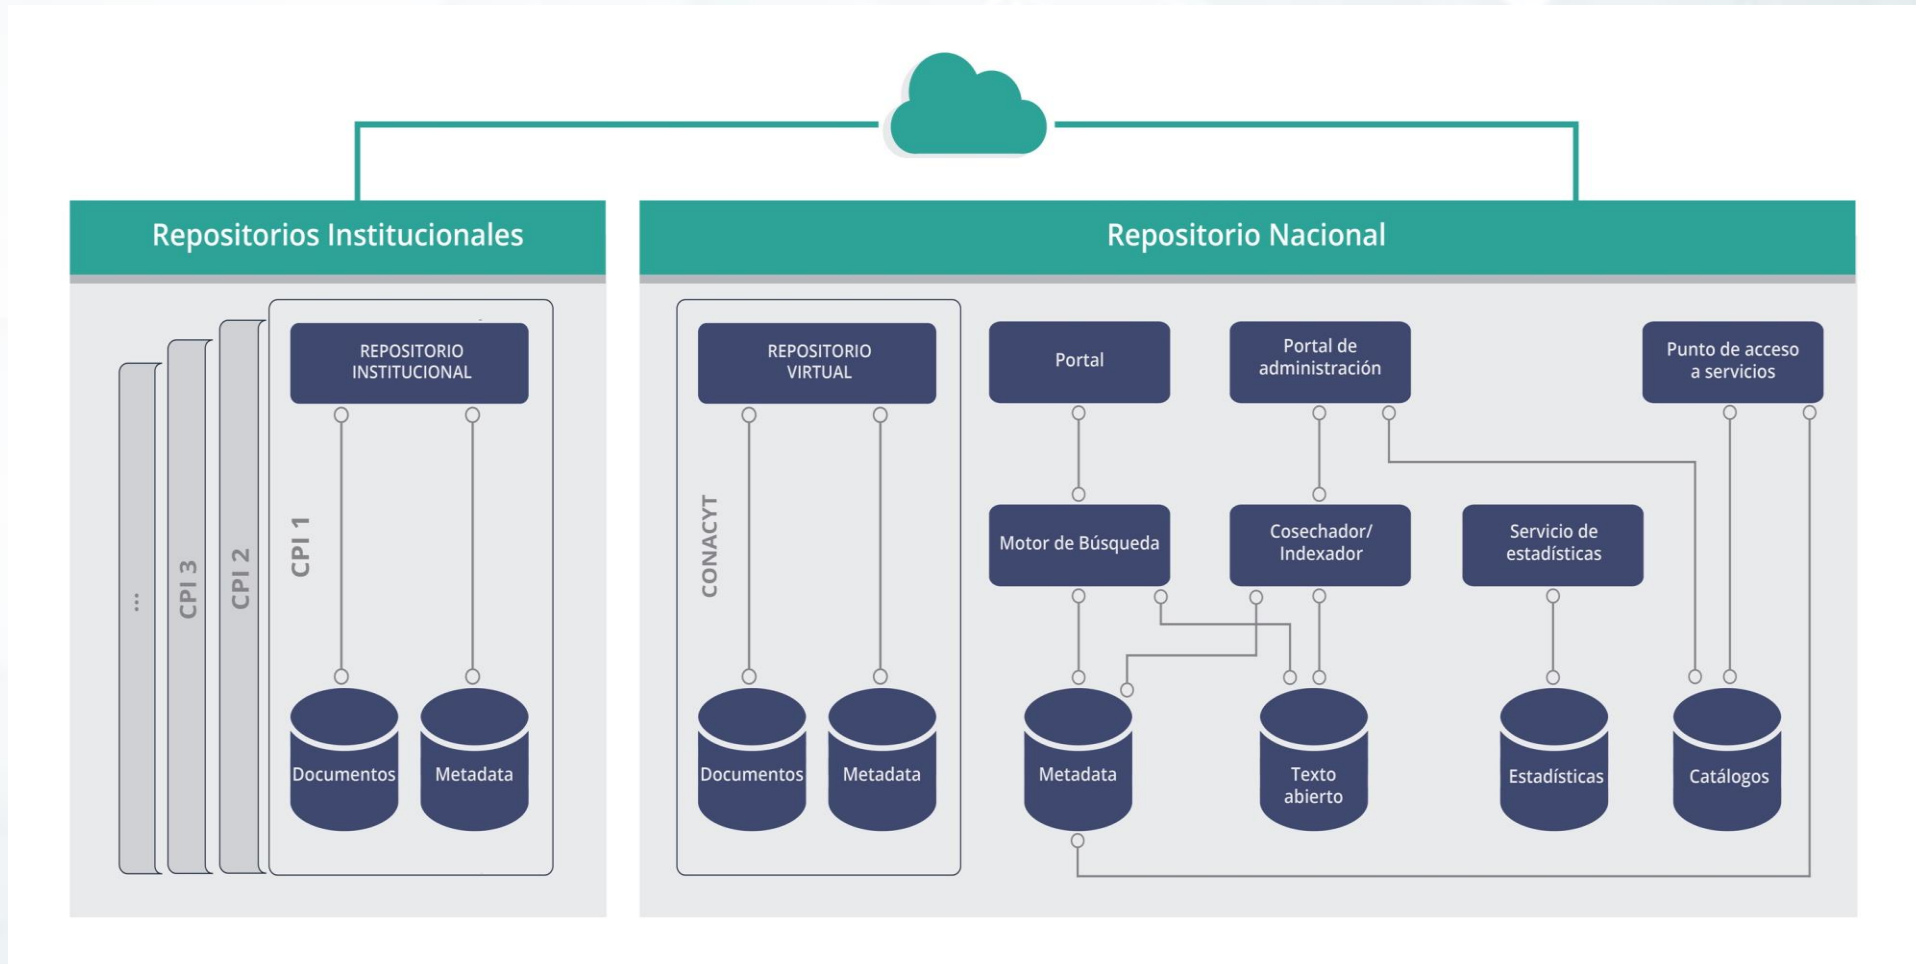 Repositorios Institucionales
REPOSITORIO
INSTITUCIONAL
...
CPI 3
CPI 2
CPI 1
Documentos
Metadata
Repositorio Nacional
REPOSITORIO
VIRTUAL
CONACYT
Documentos
Metadata
Portal
Portal de
administración
Punto de acceso
a servicios
Motor de Búsqueda
Cosechador/
Indexador
Servicio de
estadísticas
Metadata
Texto
abierto
Estadísticas
Catálogos